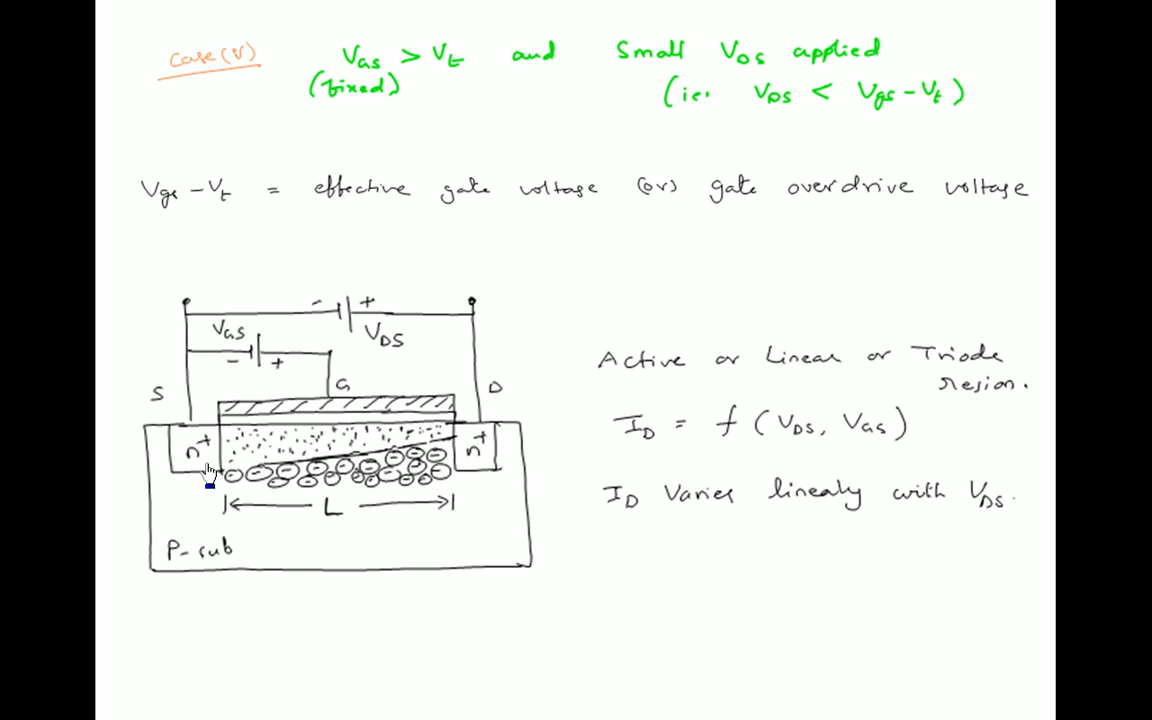 Case (V) VGS > Vt and Small VDS applied
(fixed) (ie. VDS < Vgs - Vt)
Vgs - Vt = effective gate voltage (or) gate overdrive voltage
- +
VGS VDS
- +
S G D
n+ n+
L
P-sub
Active or Linear or Triode
region.
ID = f (VDS, VGS)
ID Varies linearly with VDS.